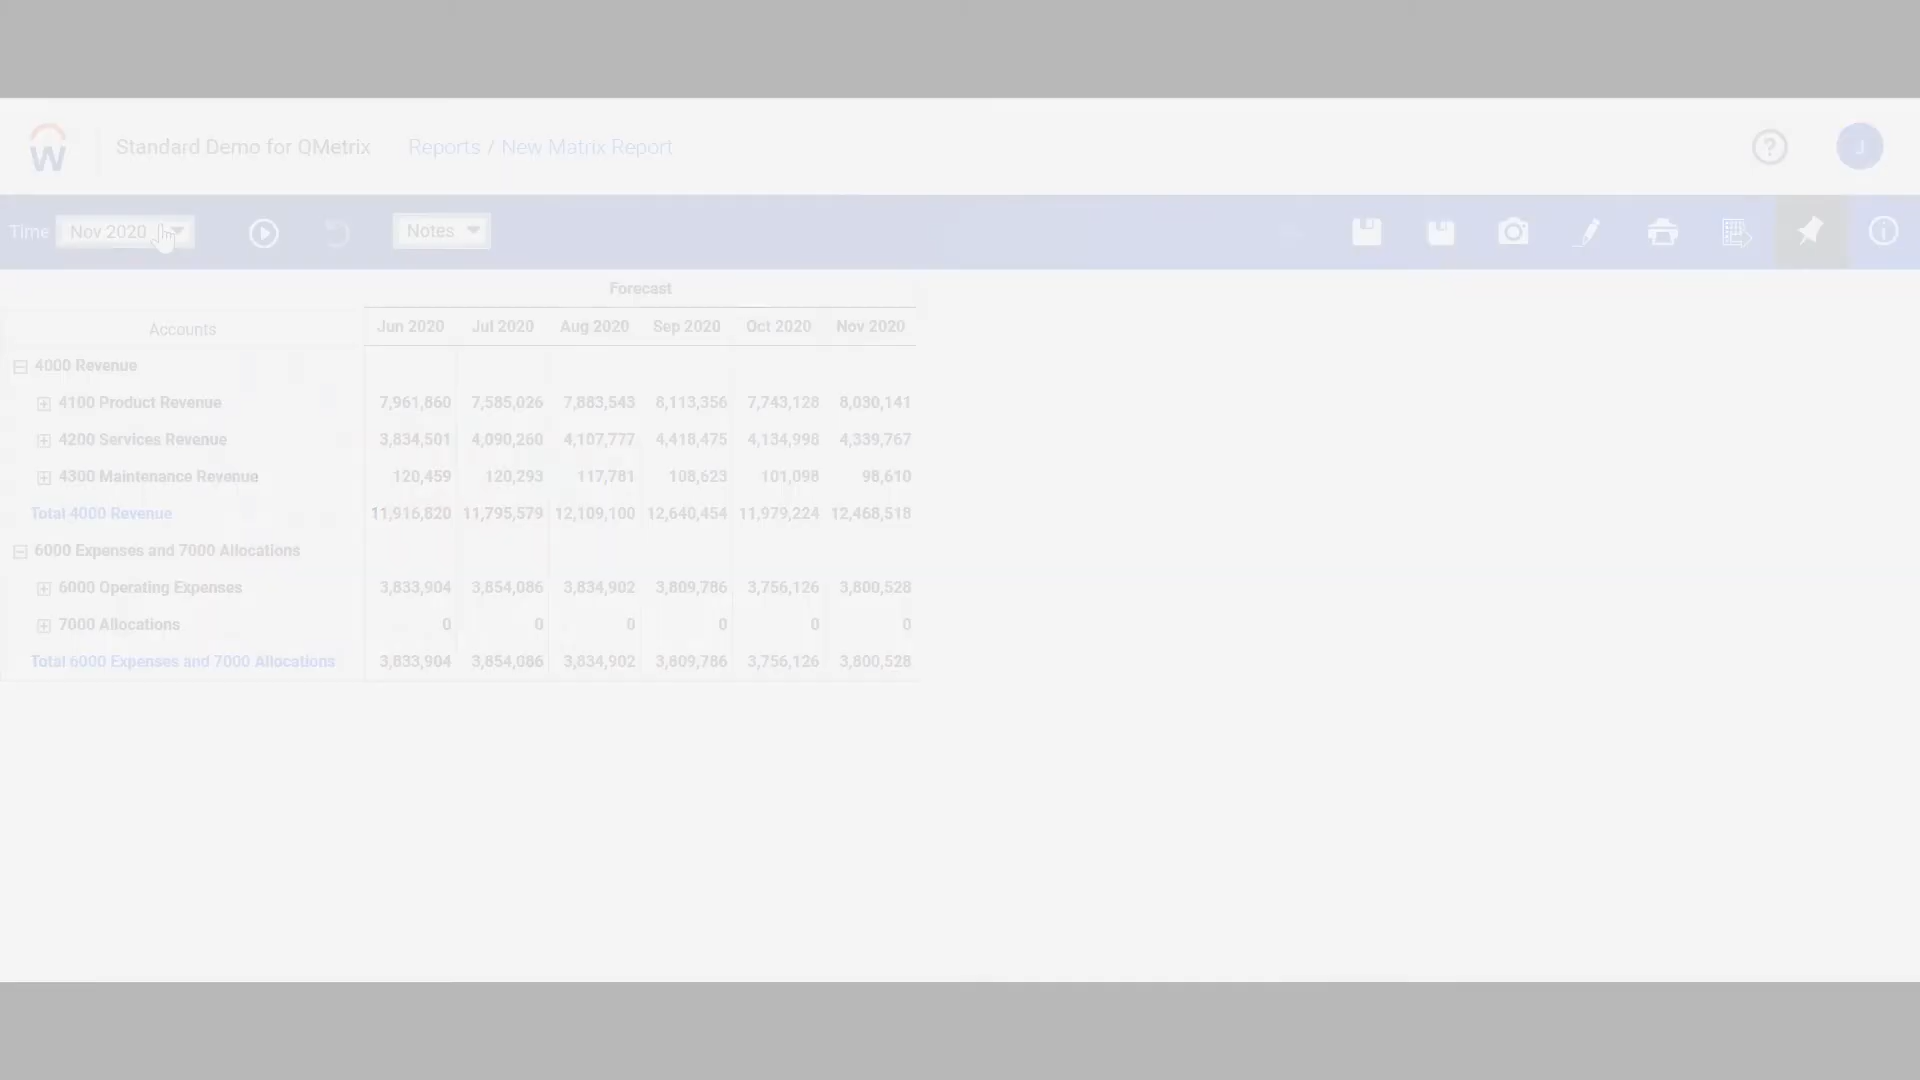 W Standard Demo for QMetrix Reports / New Matrix Report ? J
Time Nov 2020 Notes
Forecast
Accounts Jun 2020 Jul 2020 Aug 2020 Sep 2020 Oct 2020 Nov 2020
4000 Revenue
4100 Product Revenue 7,961,860 7,585,026 7,883,543 8,113,356 7,743,128 8,030,141
4200 Services Revenue 3,834,501 4,090,260 4,107,777 4,418,475 4,134,998 4,339,767
4300 Maintenance Revenue 120,459 120,293 117,781 108,623 101,098 98,610
Total 4000 Revenue 11,916,820 11,795,579 12,109,100 12,640,454 11,979,224 12,468,518
6000 Expenses and 7000 Allocations
6000 Operating Expenses 3,833,904 3,854,086 3,834,902 3,809,786 3,756,126 3,800,528
7000 Allocations 0 0 0 0 0 0
Total 6000 Expenses and 7000 Allocations 3,833,904 3,854,086 3,834,902 3,809,786 3,756,126 3,800,528